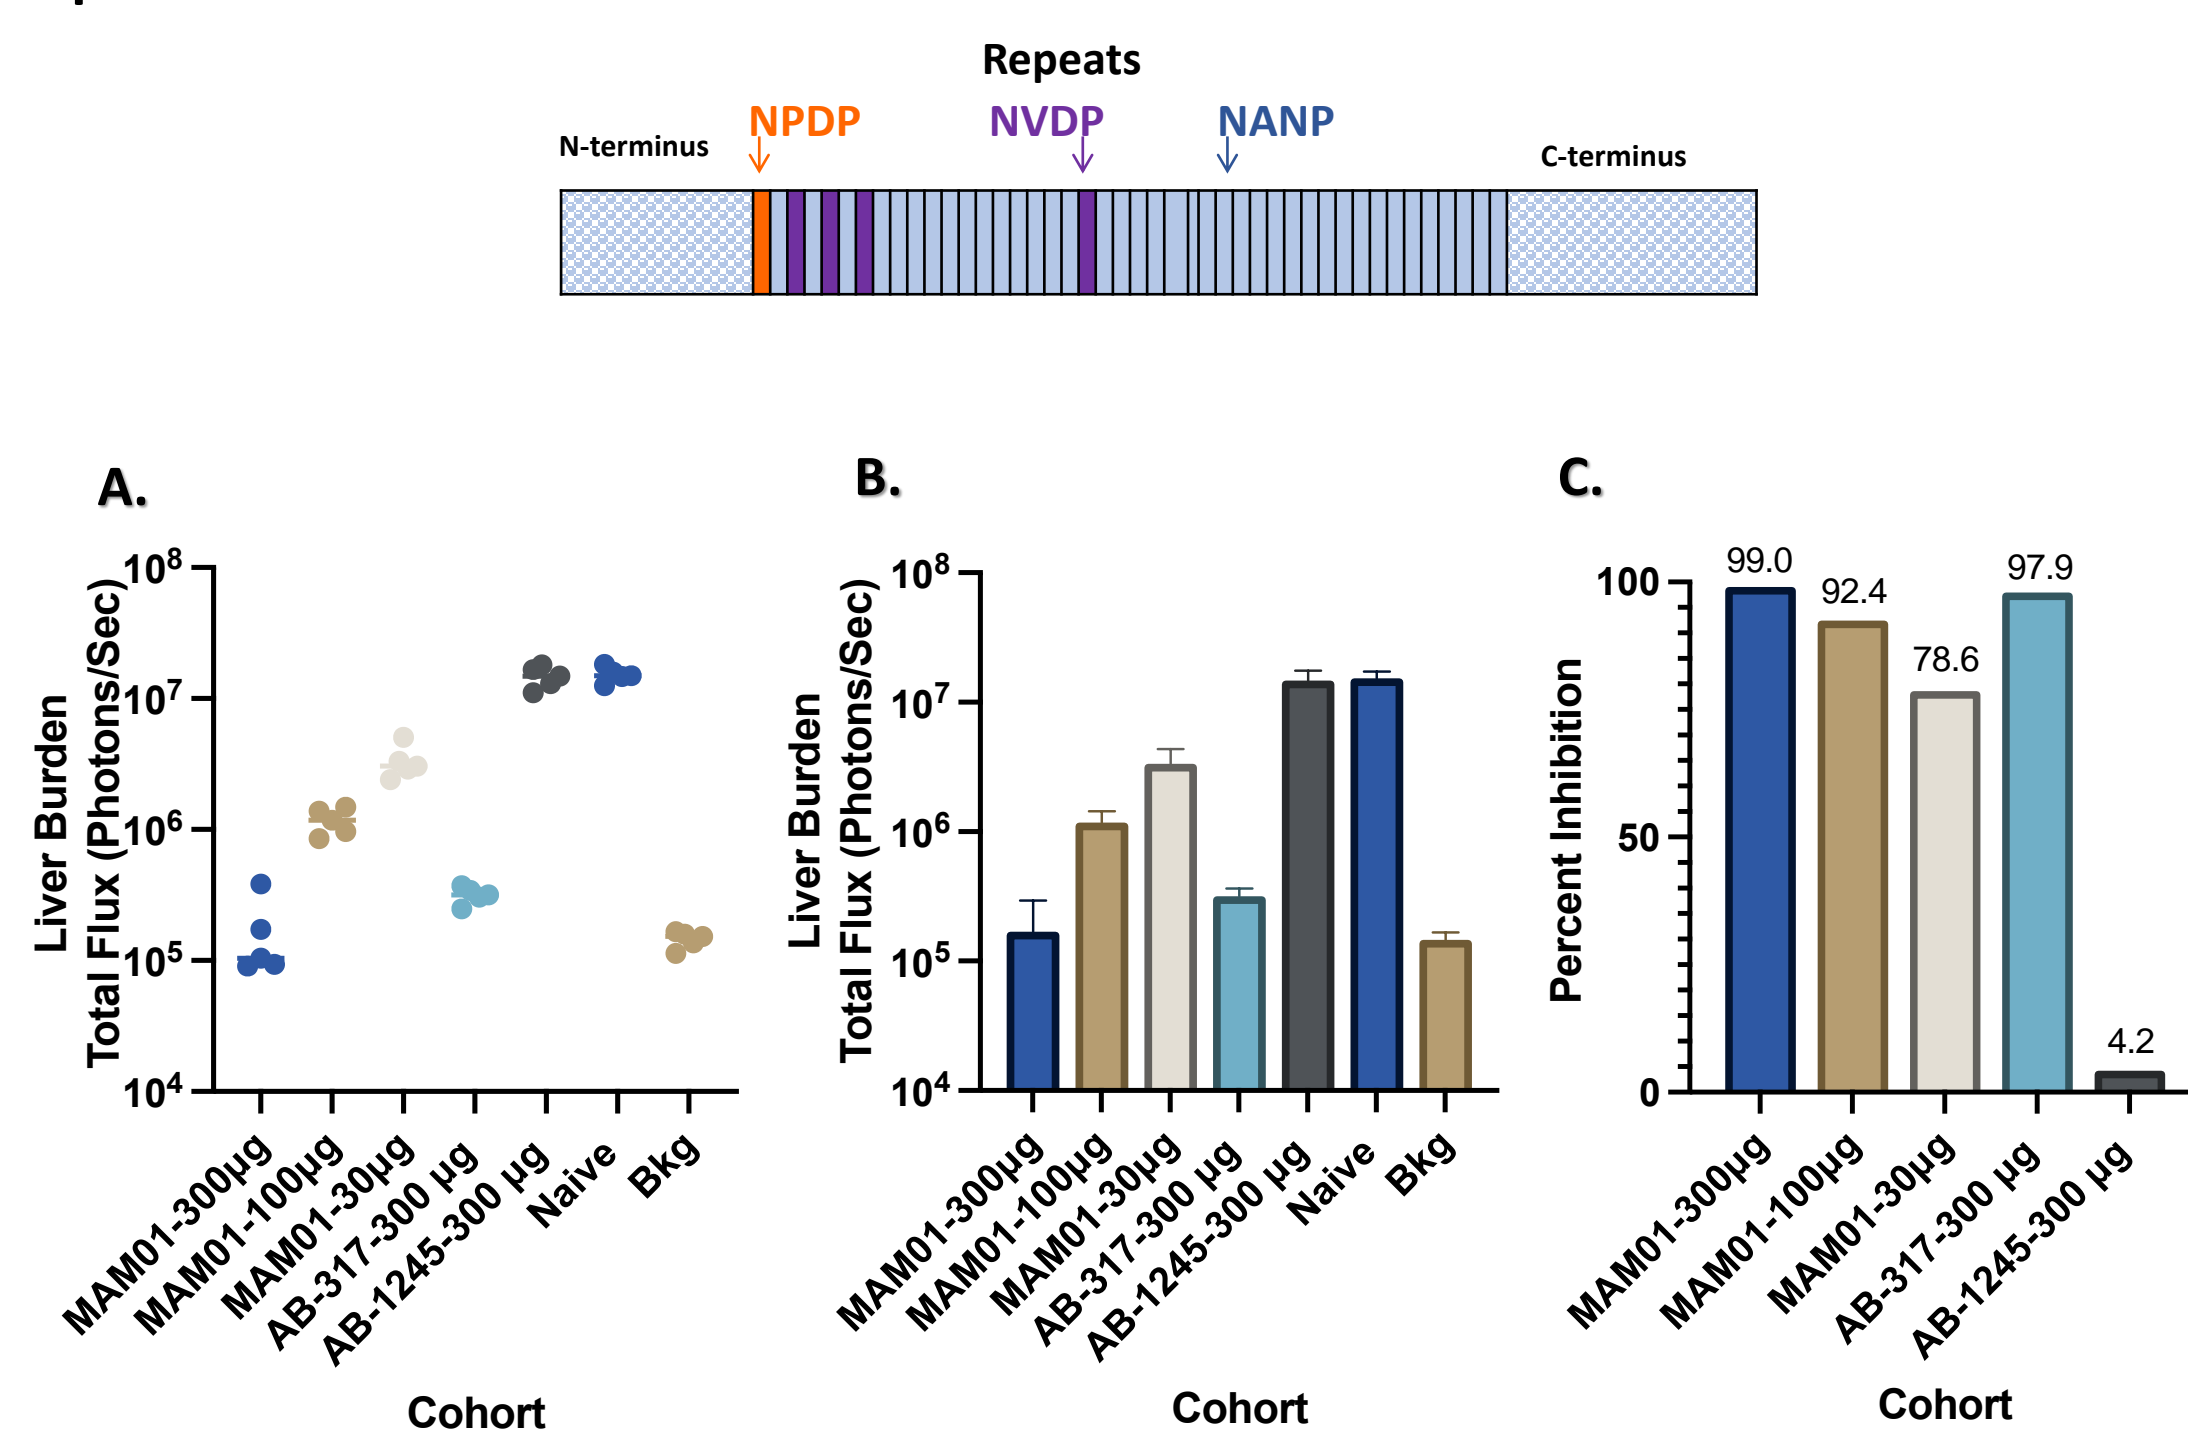 Repeats
NPDP
NVDP
NANP
N-terminus
C-terminus
A.
Liver Burden
Total Flux (Photons/Sec)
10⁸
10⁷
10⁶
10⁵
10⁴
MAM01-300µg
MAM01-100µg
MAM01-30µg
AB-317-300 µg
AB-1245-300 µg
Naive
Bkg
Cohort
B.
Liver Burden
Total Flux (Photons/Sec)
10⁸
10⁷
10⁶
10⁵
10⁴
MAM01-300µg
MAM01-100µg
MAM01-30µg
AB-317-300 µg
AB-1245-300 µg
Naive
Bkg
Cohort
C.
Percent Inhibition
100
50
0
99.0
92.4
78.6
97.9
4.2
MAM01-300µg
MAM01-100µg
MAM01-30µg
AB-317-300 µg
AB-1245-300 µg
Cohort